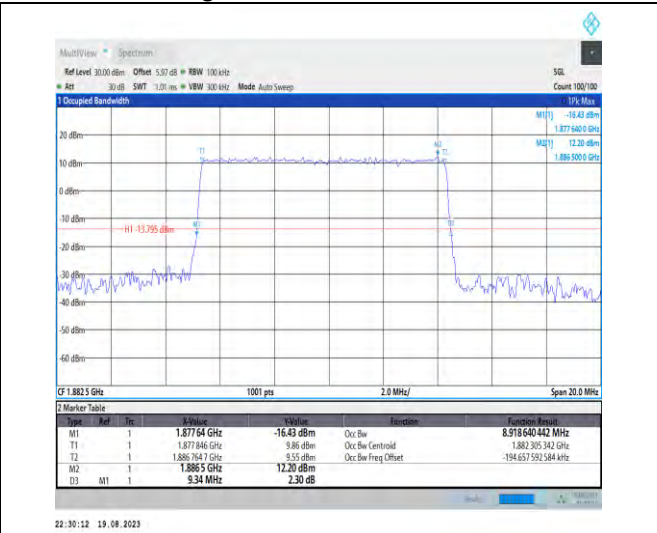 MultiView Spectrum
Ref Level 30.00 dBm Offset 5.97 dB RBW 100 kHz SGL
Att 30 dB SWT 1.01 ms VBW 300 kHz Mode Auto Sweep Count 100/100
1 Occupied Bandwidth 1Pk Max
M1[1] -16.43 dBm
1.877 640 0 GHz
M2[1] 12.20 dBm
1.886 500 0 GHz
20 dBm
T1
M2
T2
10 dBm
0 dBm
-10 dBm
M1
D3
H1 -13.795 dBm
-20 dBm
-30 dBm
-40 dBm
-50 dBm
-60 dBm
CF 1.882 5 GHz 1001 pts 2.0 MHz/ Span 20.0 MHz
2 Marker Table
Type Ref Trc X-Value Y-Value Function Function Result
M1 1 1.877 64 GHz -16.43 dBm Occ Bw 8.918 640 442 MHz
T1 1 1.877 846 GHz 9.86 dBm Occ Bw Centroid 1.882 305 342 GHz
T2 1 1.886 764 7 GHz 9.55 dBm Occ Bw Freq Offset -194.657 592 584 kHz
M2 1 1.886 5 GHz 12.20 dBm
D3 M1 1 9.34 MHz 2.30 dB
22:30:12 19.08.2023